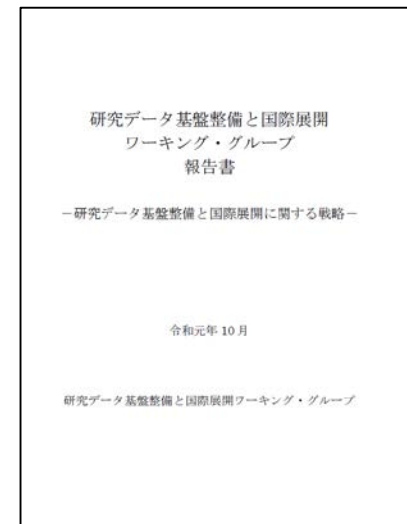 研究データ基盤整備と国際展開
ワーキング・グループ
報告書
－研究データ基盤整備と国際展開に関する戦略－
令和元年 10 月
研究データ基盤整備と国際展開ワーキング・グループ